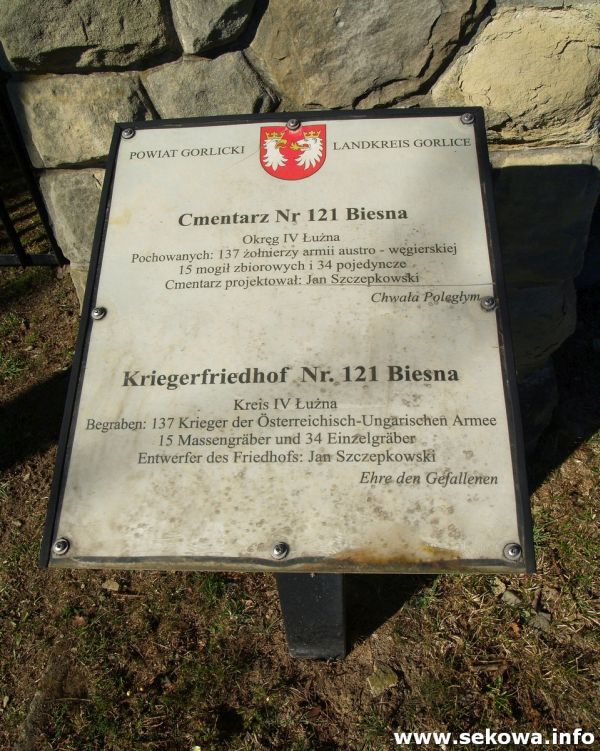 POWIAT GORLICKI LANDKREIS GORLICE
Cmentarz Nr 121 Biesna
Okręg IV Łużna
Pochowanych: 137 żołnierzy armii austro - węgierskiej
15 mogił zbiorowych i 34 pojedyncze
Cmentarz projektował: Jan Szczepkowski
Chwała Poległym
Kriegerfriedhof Nr. 121 Biesna
Kreis IV Łużna
Begraben: 137 Krieger der Österreichisch-Ungarischen Armee
15 Massengräber und 34 Einzelgräber
Entwerfer des Friedhofs: Jan Szczepkowski
Ehre den Gefallenen
www.sekowa.info